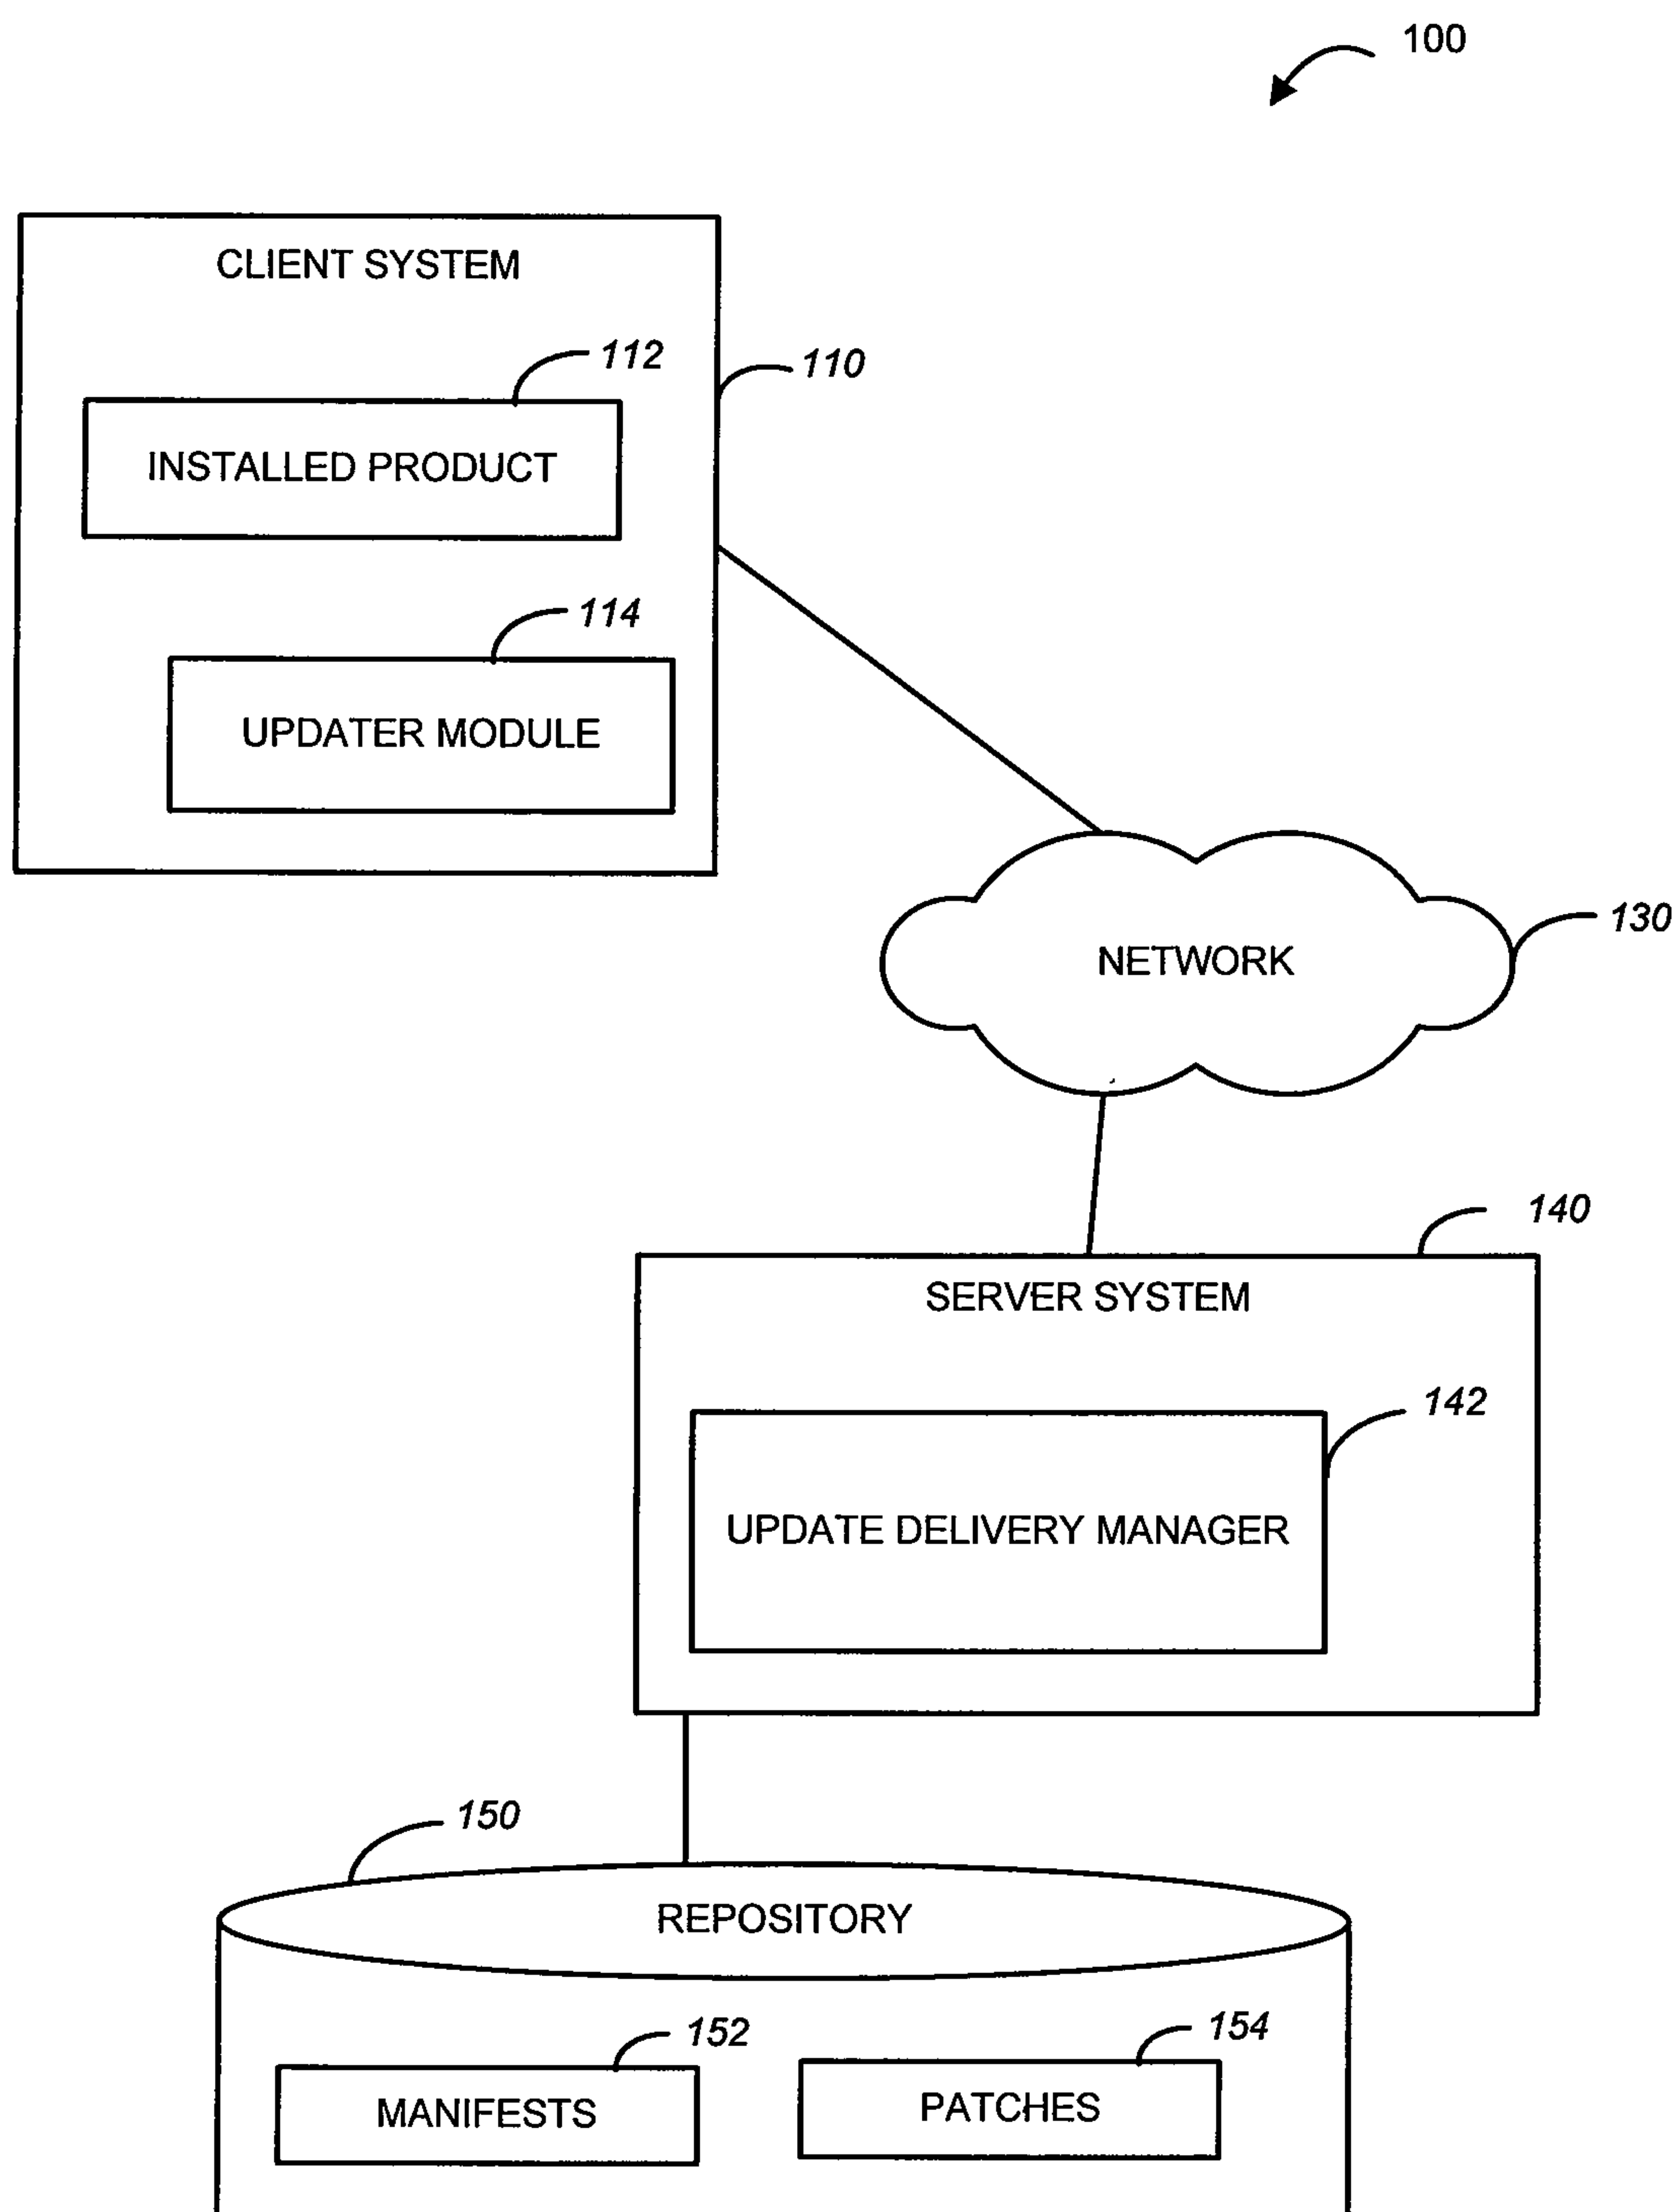 100
CLIENT SYSTEM
112
110
INSTALLED PRODUCT
114
UPDATER MODULE
130
NETWORK
140
SERVER SYSTEM
142
UPDATE DELIVERY MANAGER
150
REPOSITORY
152
154
MANIFESTS
PATCHES